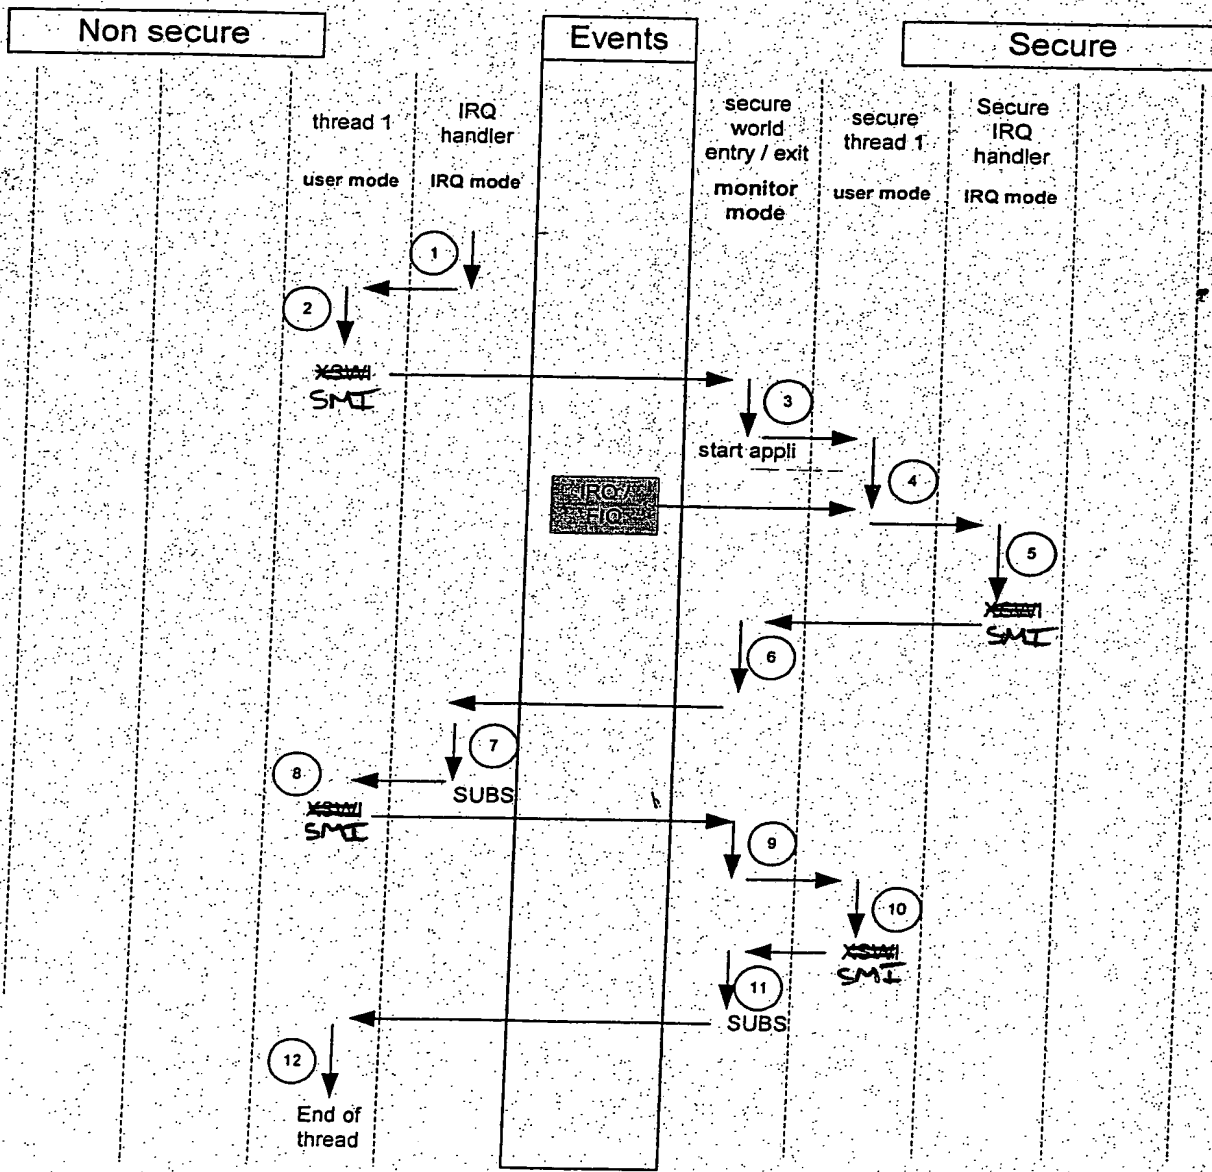 Non secure
Events
Secure
thread 1
user mode
IRQ
handler
IRQ mode
secure
world
entry / exit
monitor
mode
secure
thread 1
user mode
Secure
IRQ
handler
IRQ mode
1
2
XSWI
SMI
3
start appli
IRQ /
FIQ
4
5
XSWI
SMI
6
7
SUBS
8
XSWI
SMI
9
10
XSWI
SMI
11
SUBS
12
End of
thread